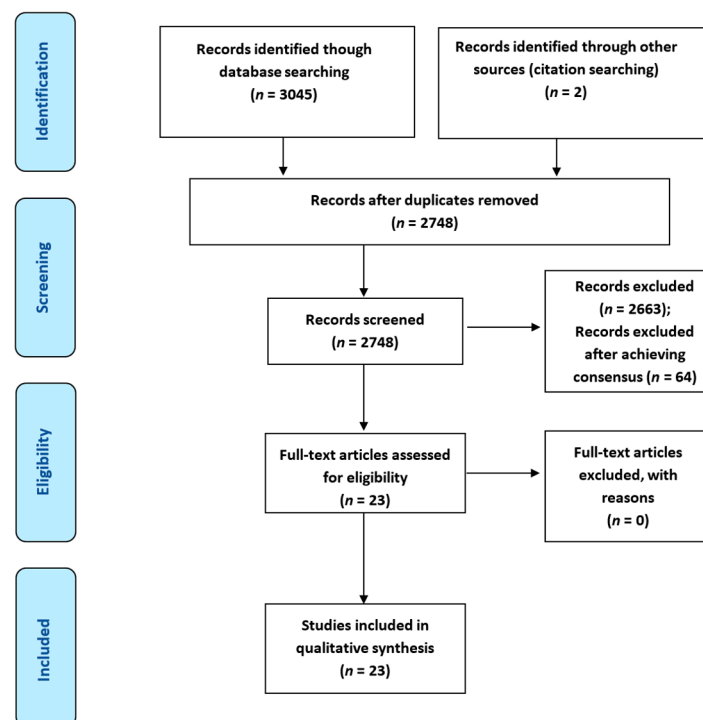 Identification
Records identified though
database searching
(n = 3045)
Records identified through other
sources (citation searching)
(n = 2)
Records after duplicates removed
(n = 2748)
Screening
Records screened
(n = 2748)
Records excluded
(n = 2663);
Records excluded
after achieving
consensus (n = 64)
Eligibility
Full-text articles assessed
for eligibility
(n = 23)
Full-text articles
excluded, with
reasons
(n = 0)
Included
Studies included in
qualitative synthesis
(n = 23)